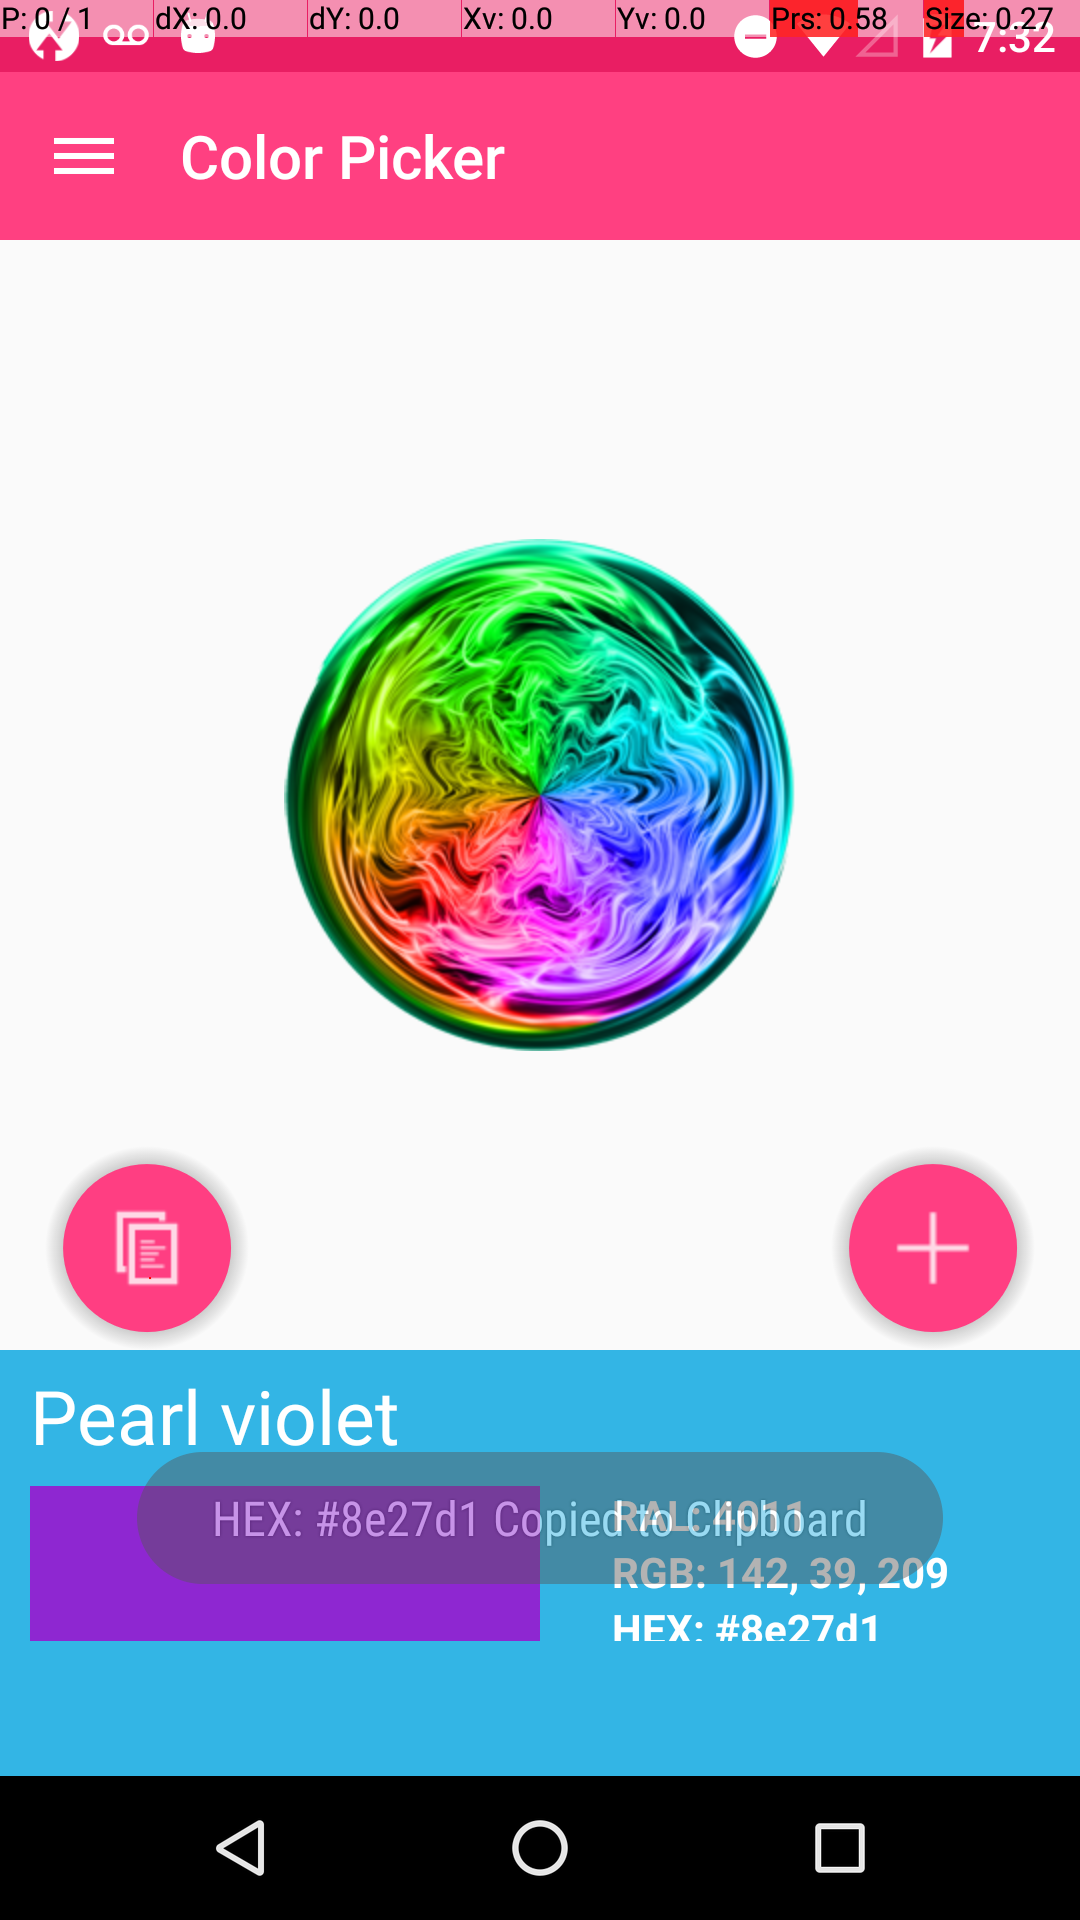 P: 0 / 1 dX: 0.0 dY: 0.0 Xv: 0.0 Yv: 0.0 Prs: 0.58 Size: 0.27
7:32
Color Picker
Pearl violet
HEX: #8e27d1 Copied to Clipboard
RAL: 4011
RGB: 142, 39, 209
HEX: #8e27d1